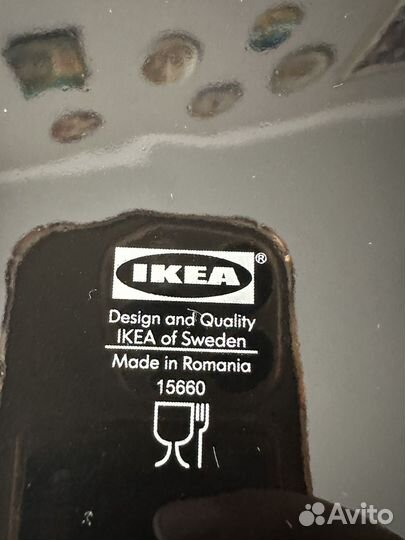 IKEA®
Design and Quality
IKEA of Sweden
Made in Romania
15660
Avito